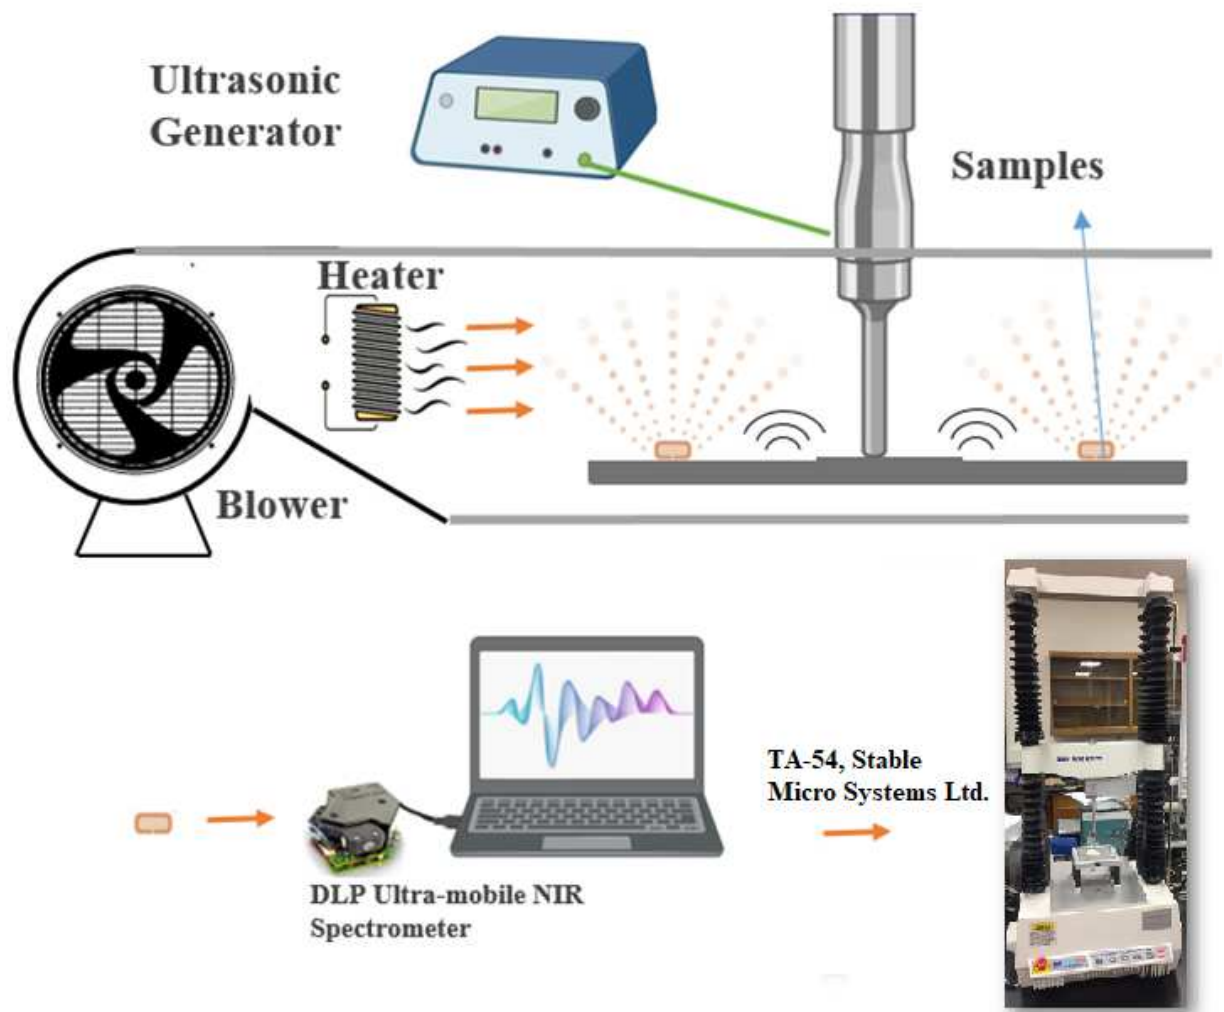 Ultrasonic
Generator
Samples
Heater
Blower
TA-54, Stable
Micro Systems Ltd.
DLP Ultra-mobile NIR
Spectrometer